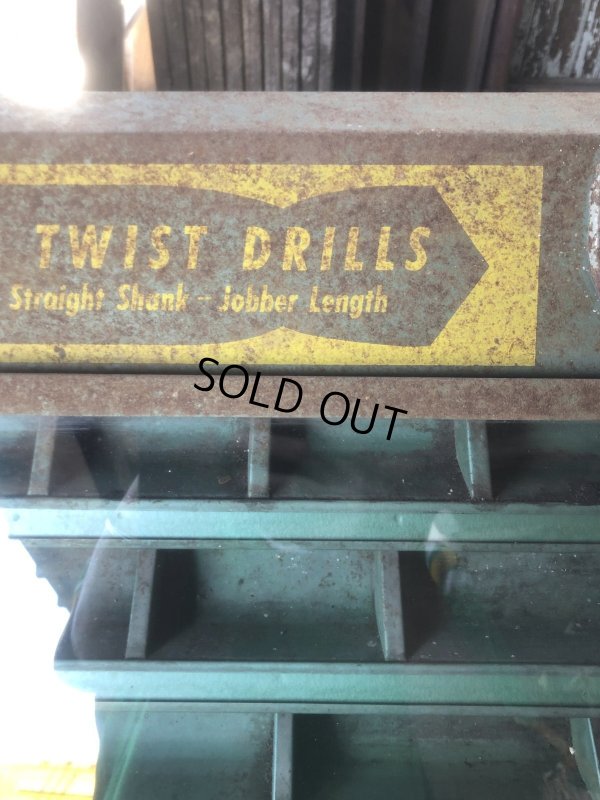 TWIST DRILLS
Straight Shank - Jobber Length
SOLD OUT